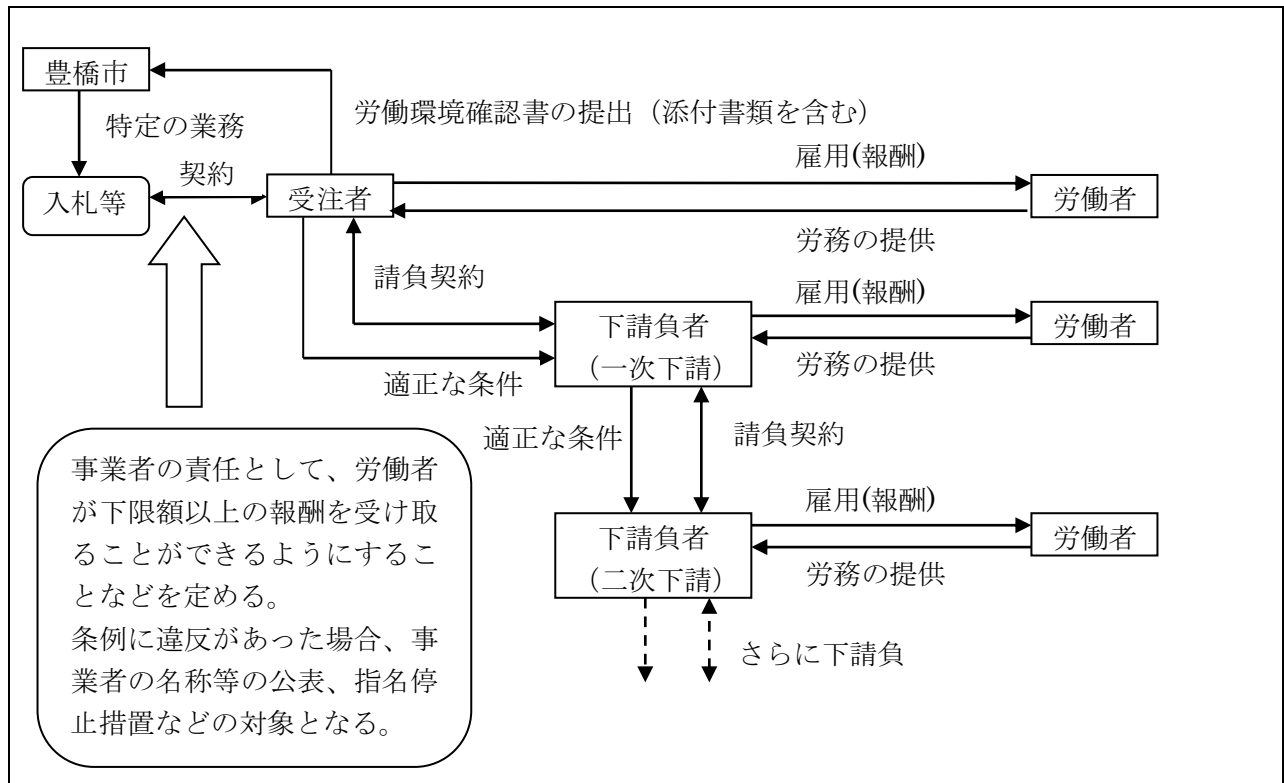 豊橋市
労働環境確認書の提出（添付書類を含む）
特定の業務
雇用(報酬)
契約
入札等
受注者
労働者
労務の提供
請負契約
雇用(報酬)
下請負者
（一次下請）
労働者
労務の提供
適正な条件
適正な条件
請負契約
事業者の責任として、労働者
が下限額以上の報酬を受け取
ることができるようにするこ
となどを定める。
条例に違反があった場合、事
業者の名称等の公表、指名停
止措置などの対象となる。
雇用(報酬)
下請負者
（二次下請）
労働者
労務の提供
さらに下請負